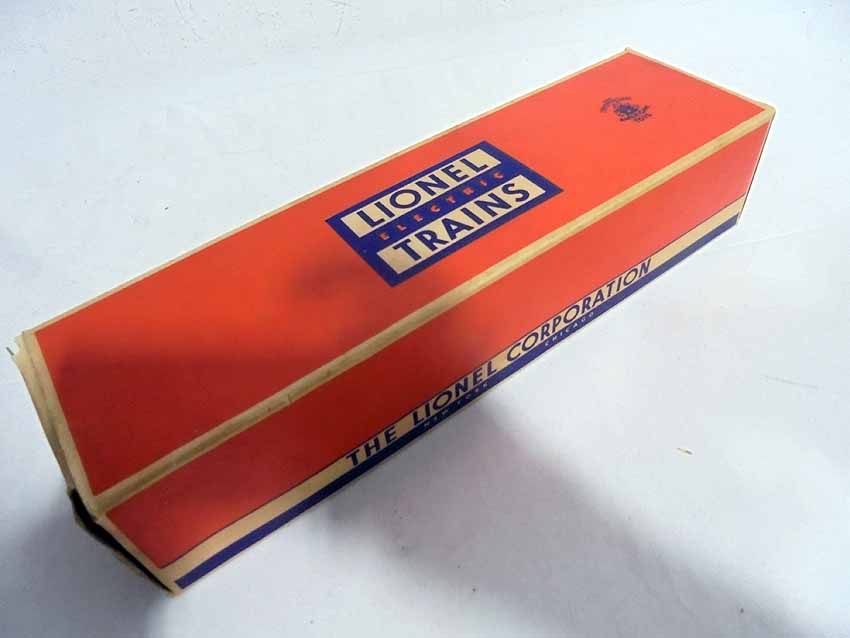 LIONEL
ELECTRIC
TRAINS
THE LIONEL CORPORATION
NEW YORK CHICAGO